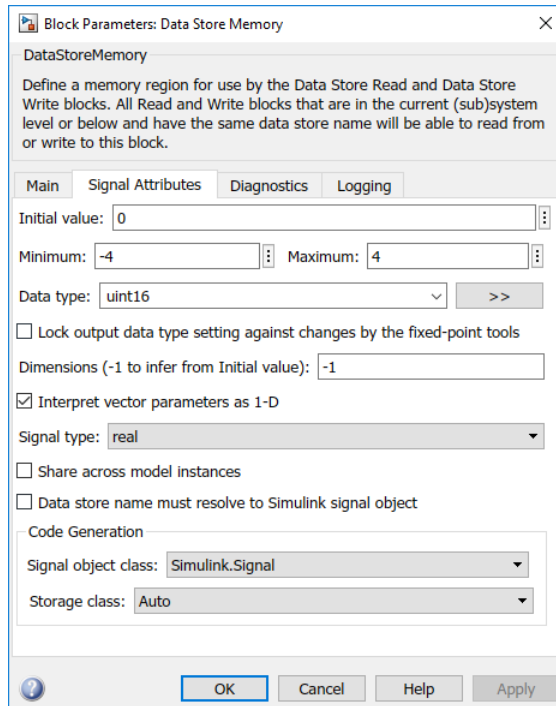 Block Parameters: Data Store Memory
DataStoreMemory
Define a memory region for use by the Data Store Read and Data Store
Write blocks. All Read and Write blocks that are in the current (sub)system
level or below and have the same data store name will be able to read from
or write to this block.
Main Signal Attributes Diagnostics Logging
Initial value: 0
Minimum: -4 Maximum: 4
Data type: uint16 >>
Lock output data type setting against changes by the fixed-point tools
Dimensions (-1 to infer from Initial value): -1
Interpret vector parameters as 1-D
Signal type: real
Share across model instances
Data store name must resolve to Simulink signal object
Code Generation
Signal object class: Simulink.Signal
Storage class: Auto
OK Cancel Help Apply